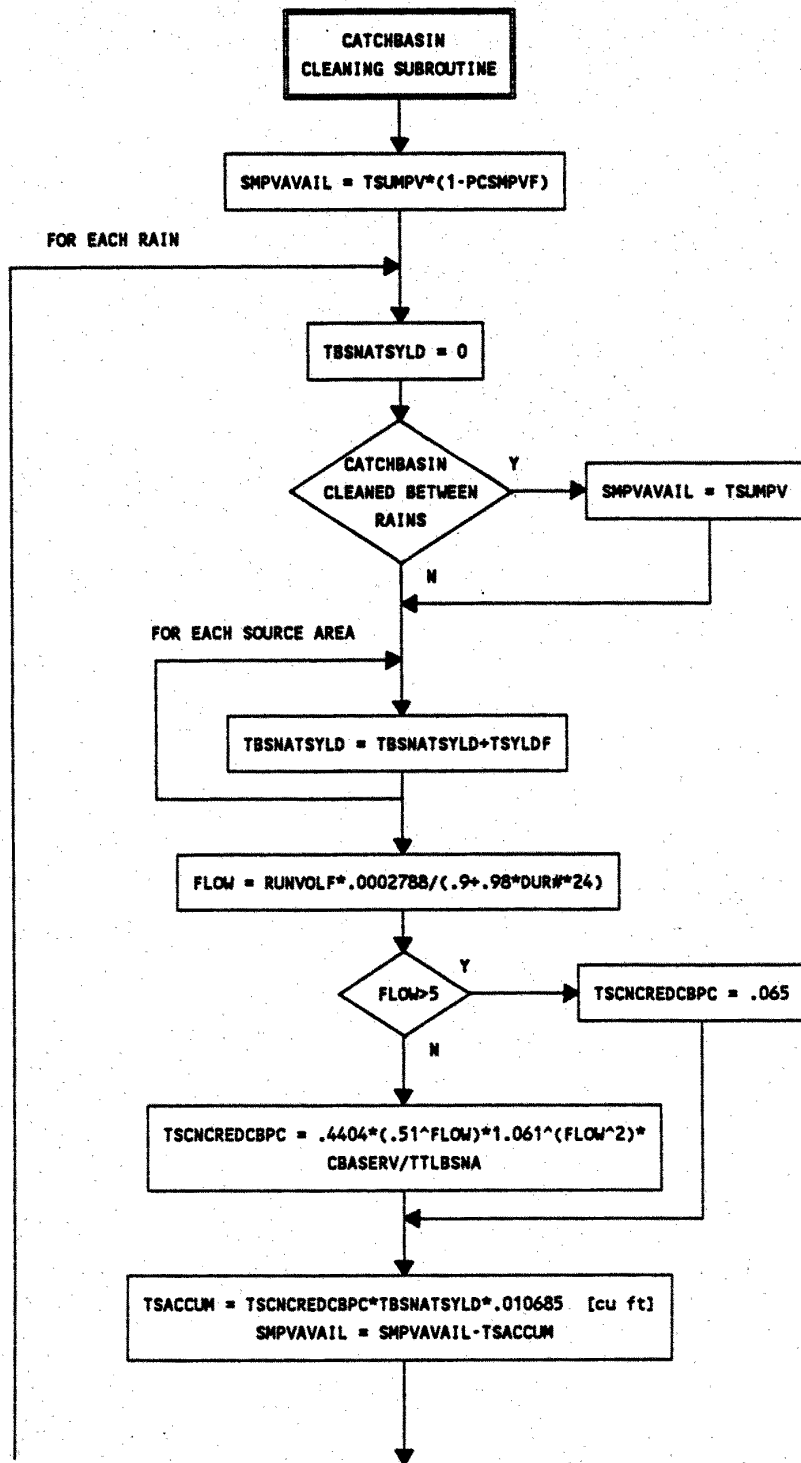 CATCHBASIN
CLEANING SUBROUTINE
SMPVAVAIL = TSUMPV*(1-PCSMPVF)
FOR EACH RAIN
TBSNATSYLD = 0
CATCHBASIN
CLEANED BETWEEN
RAINS
Y
SMPVAVAIL = TSUMPV
N
FOR EACH SOURCE AREA
TBSNATSYLD = TBSNATSYLD+TSYLDF
FLOW = RUNVOLF*.0002788/(.9+.98*DUR#*24)
FLOW>5
Y
TSCNCREDCBPC = .065
N
TSCNCREDCBPC = .4404*(.51^FLOW)*1.061^(FLOW^2)*
CBASERV/TTLBSNA
TSACCUM = TSCNCREDCBPC*TBSNATSYLD*.010685 [cu ft]
SMPVAVAIL = SMPVAVAIL-TSACCUM